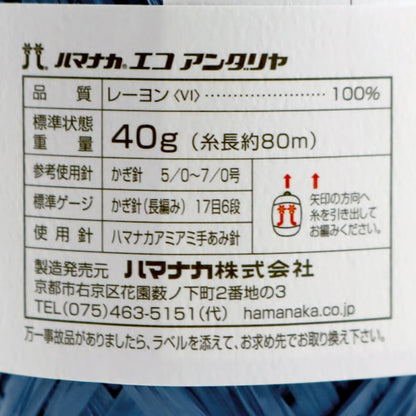 ハマナカ® エコ アンダリヤ
品質 レーヨン〈VI〉 100%
標準状態重量 40g (糸長約80m)
参考使用針 かぎ針 5/0〜7/0号
標準ゲージ かぎ針(長編み) 17目6段
使用針 ハマナカアミアミ手あみ針
矢印の方向へ
糸を引き出して
お編みください。
製造発売元 ハマナカ株式会社
京都市右京区花園薮ノ下町2番地の3
TEL(075)463-5151(代) hamanaka.co.jp
万一事故品がありましたら、ラベルを添えて、お求め先でお取り換え下さい。